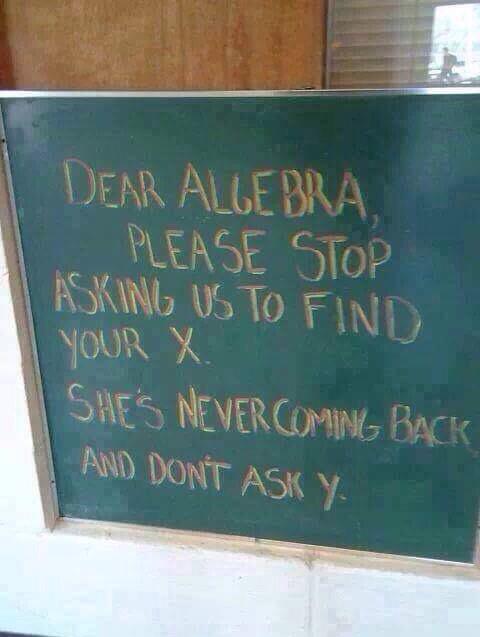 DEAR ALGEBRA,
PLEASE STOP
ASKING US TO FIND
YOUR X.
SHE'S NEVER COMING BACK
AND DON'T ASK Y.